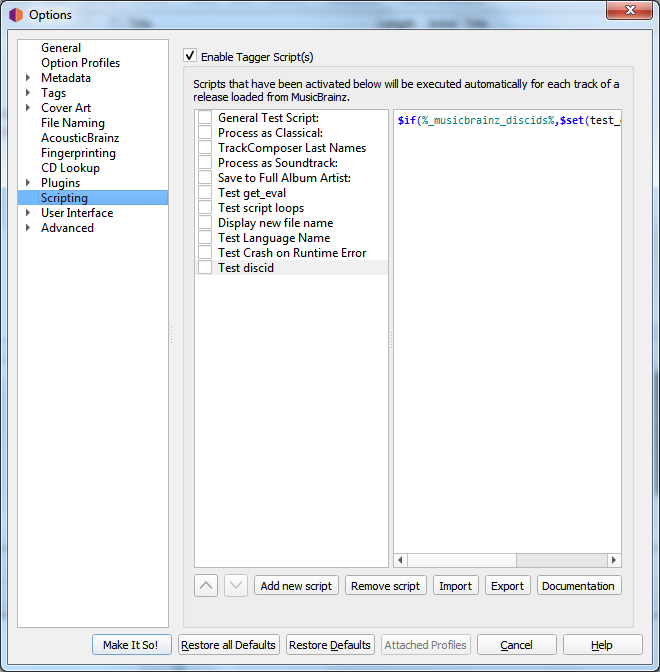 Options
General
Option Profiles
Metadata
Tags
Cover Art
File Naming
AcousticBrainz
Fingerprinting
CD Lookup
Plugins
Scripting
User Interface
Advanced
Enable Tagger Script(s)
Scripts that have been activated below will be executed automatically for each track of a
release loaded from MusicBrainz.
General Test Script:
Process as Classical:
TrackComposer Last Names
Process as Soundtrack:
Save to Full Album Artist:
Test get_eval
Test script loops
Display new file name
Test Language Name
Test Crash on Runtime Error
Test discid
$if(%_musicbrainz_discids%,$set(test_
Add new script
Remove script
Import
Export
Documentation
Make It So!
Restore all Defaults
Restore Defaults
Attached Profiles
Cancel
Help